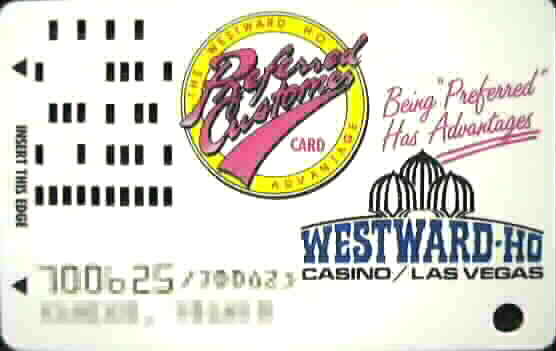 THE WESTWARD HO
Preferred
Customer
CARD
ADVANTAGE
Being "Preferred"
Has Advantages
INSERT THIS EDGE
WESTWARD-HO
CASINO/LAS VEGAS
700625/700625